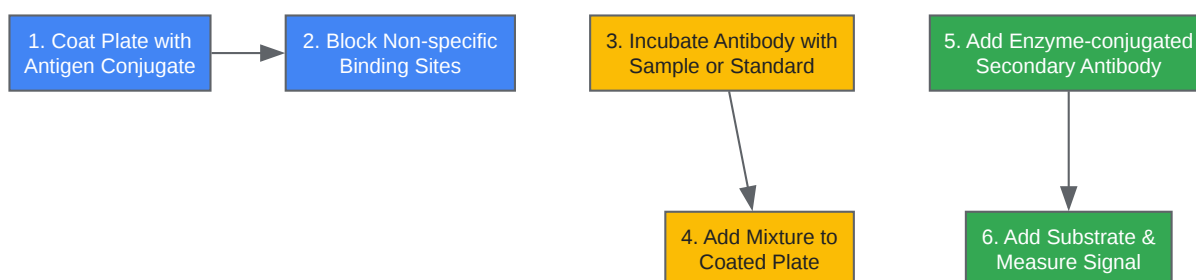 1. Coat Plate with
Antigen Conjugate
2. Block Non-specific
Binding Sites
3. Incubate Antibody with
Sample or Standard
4. Add Mixture to
Coated Plate
5. Add Enzyme-conjugated
Secondary Antibody
6. Add Substrate &
Measure Signal